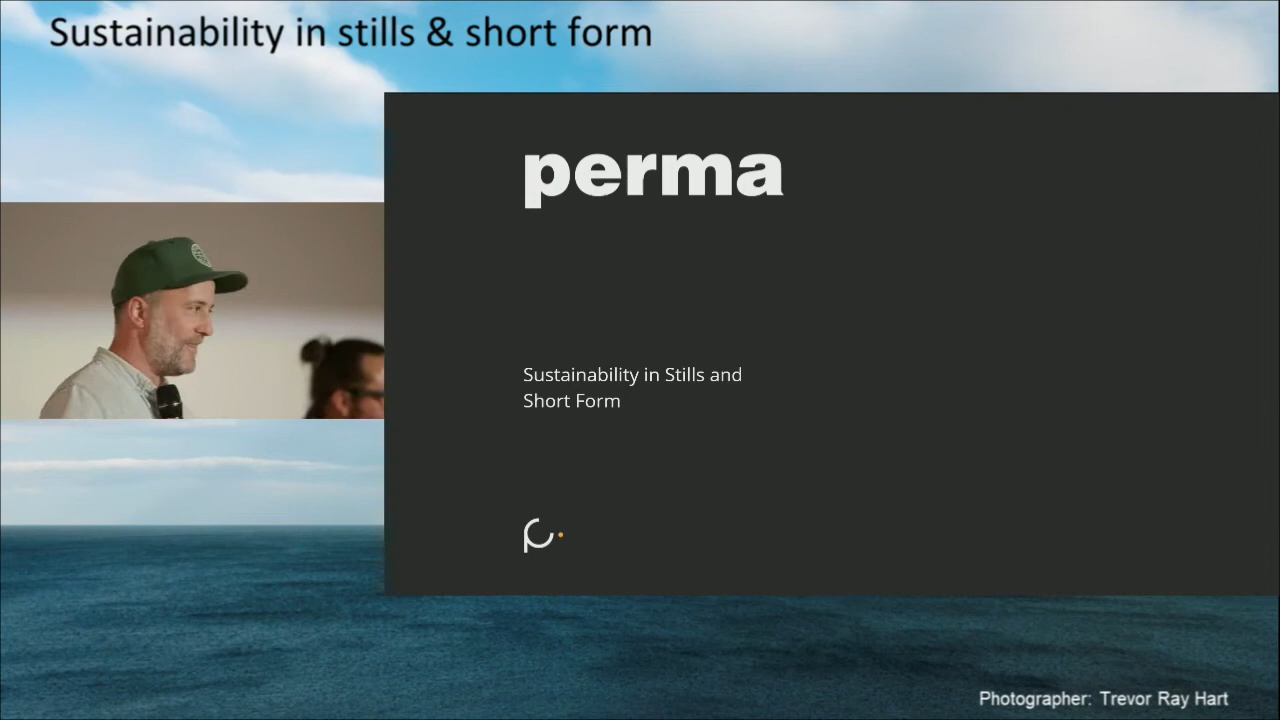 Sustainability in stills & short form
perma
Sustainability in Stills and
Short Form
Photographer: Trevor Ray Hart